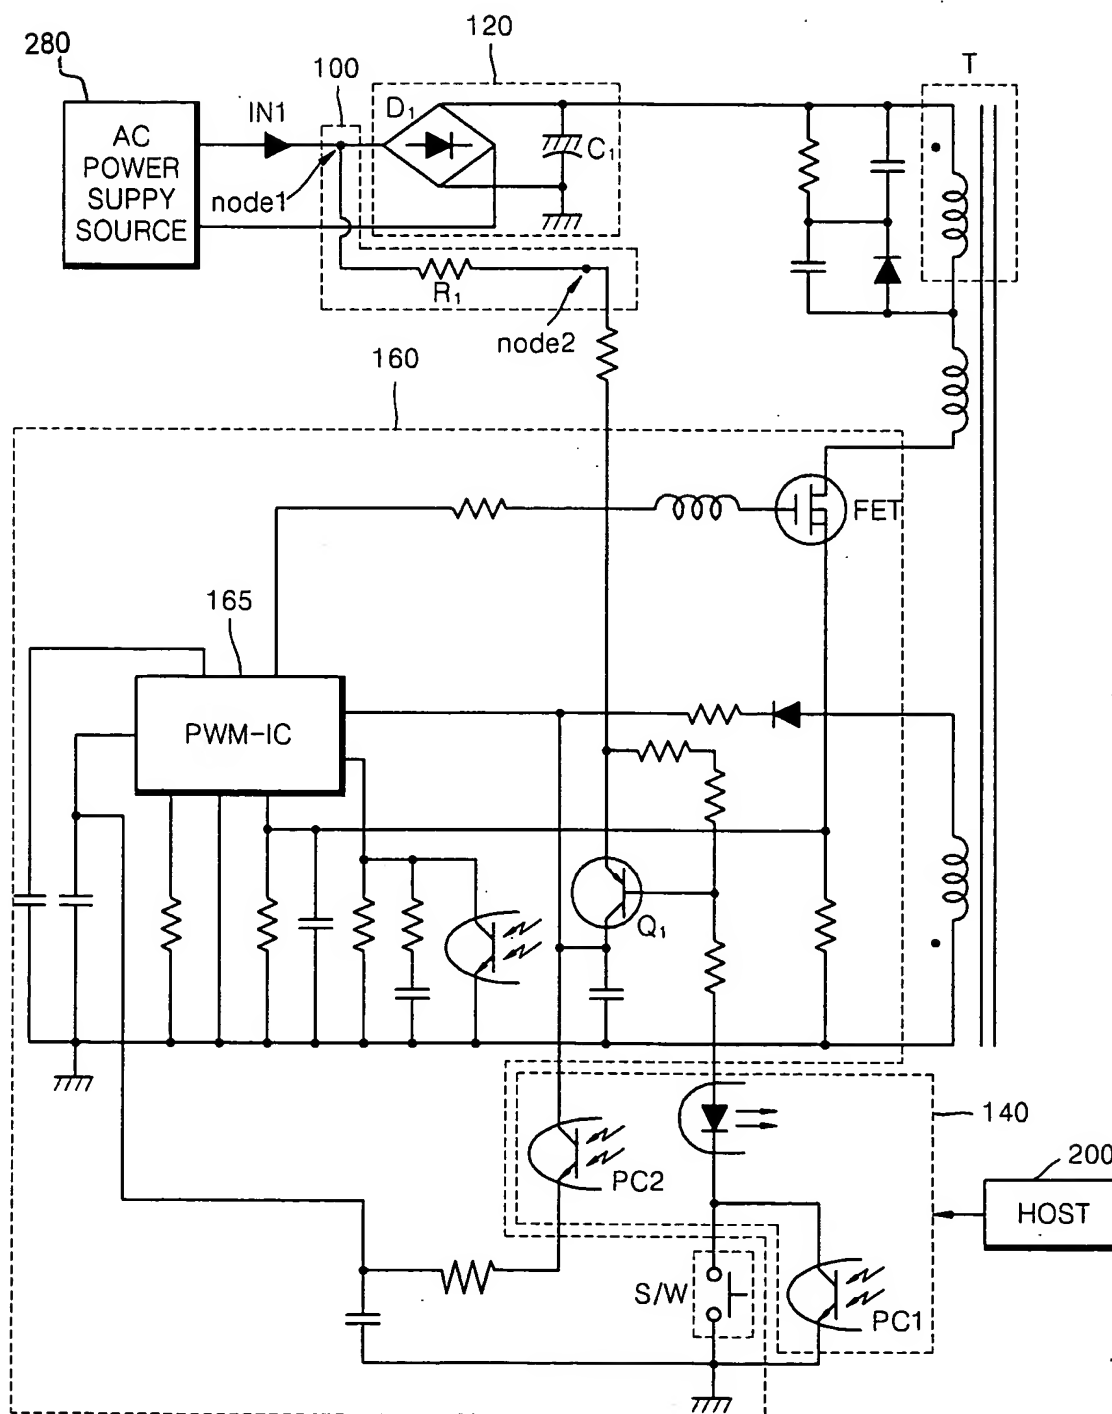 280
120
100
T
IN1
D1
AC
POWER
SUPPY
SOURCE
C1
node1
R1
node2
160
FET
165
PWM-IC
Q1
140
200
PC2
HOST
S/W
PC1